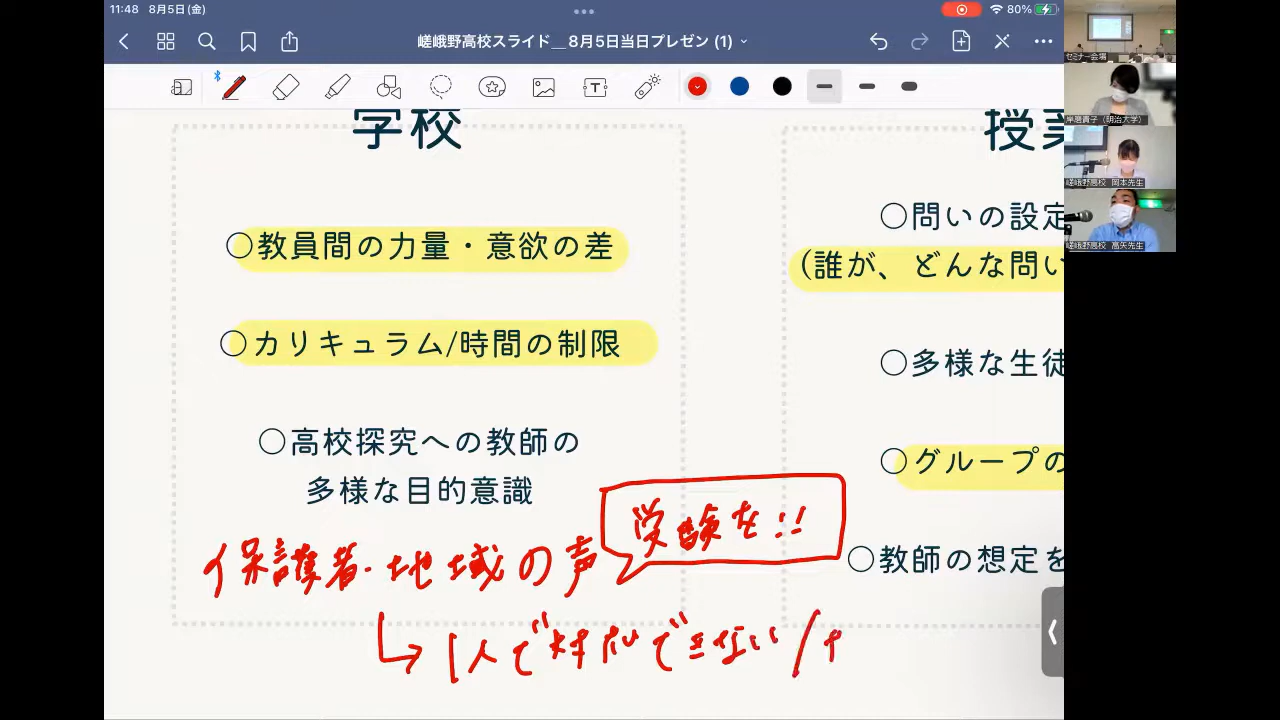 11:48 8月5日(金)
80%
嵯峨野高校スライド__8月5日当日プレゼン (1)
学校
○教員間の力量・意欲の差
○カリキュラム/時間の制限
○高校探究への教師の
多様な目的意識
保護者・地域の声
受験を!!
↳1人で対応できない/
授業
○問いの設定
(誰が、どんな問い
○多様な生徒
○グループの
○教師の想定を
セミナー会場
岸磨貴子（明治大学）
嵯峨野高校 岡本先生
嵯峨野高校 髙矢先生